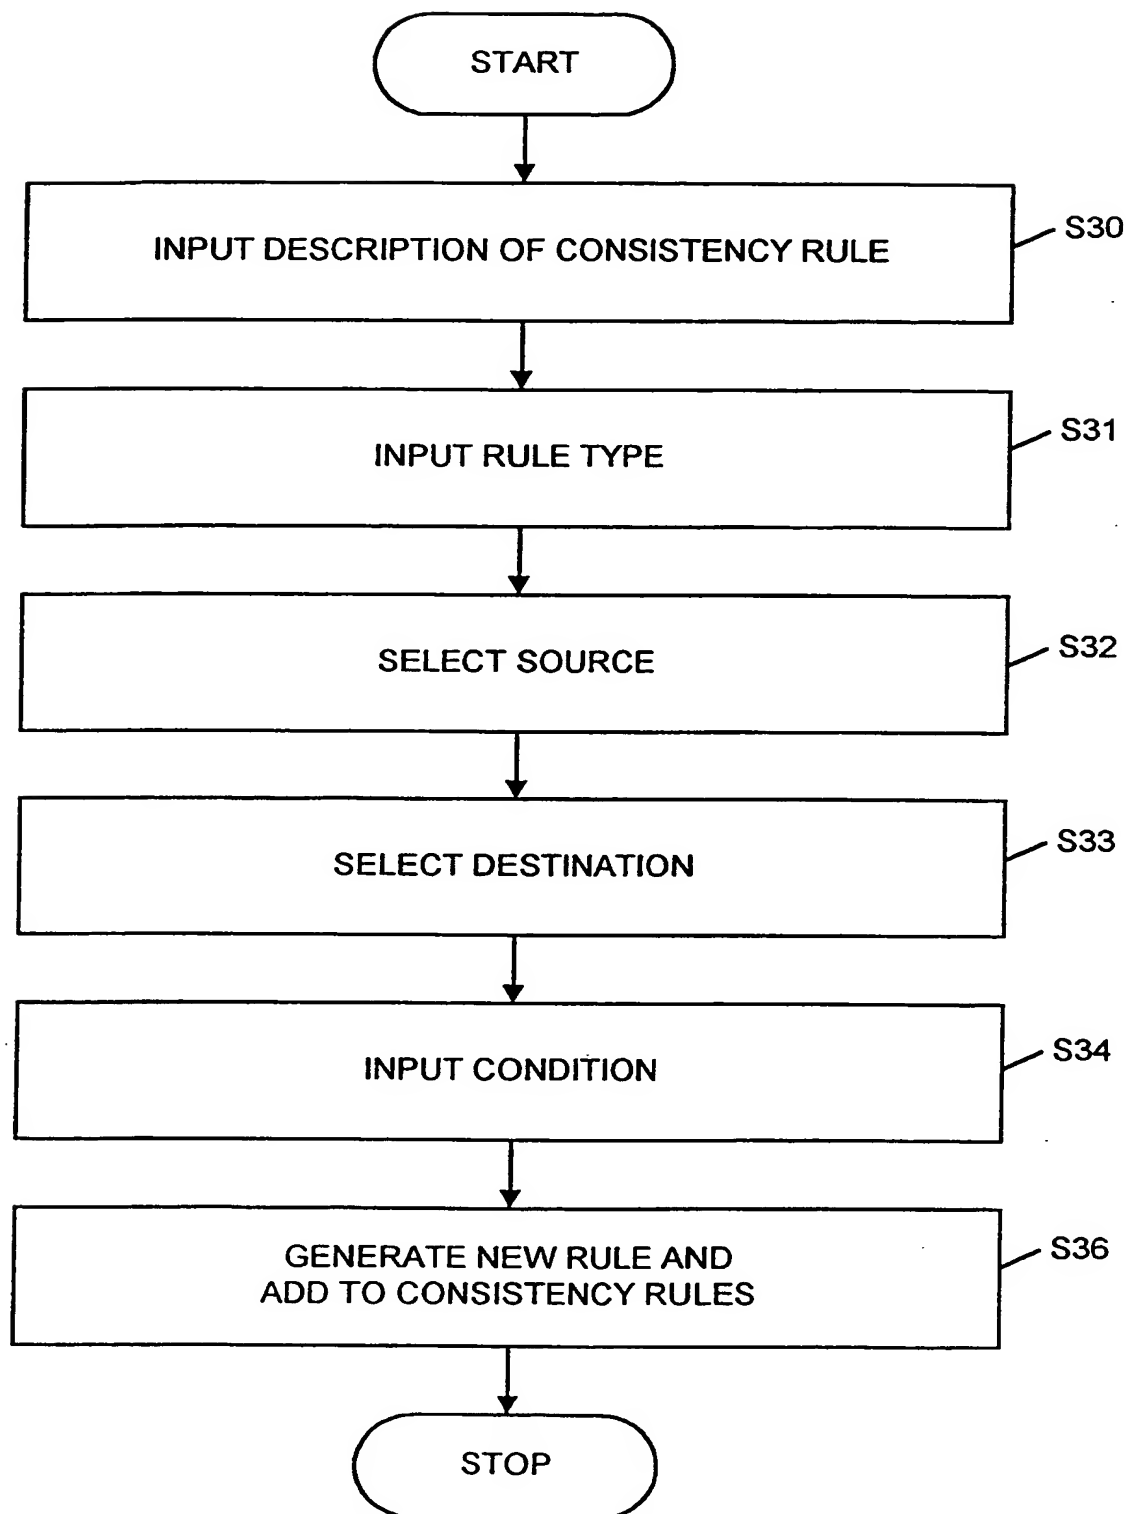 START
INPUT DESCRIPTION OF CONSISTENCY RULE
S30
INPUT RULE TYPE
S31
SELECT SOURCE
S32
SELECT DESTINATION
S33
INPUT CONDITION
S34
GENERATE NEW RULE AND
ADD TO CONSISTENCY RULES
S36
STOP